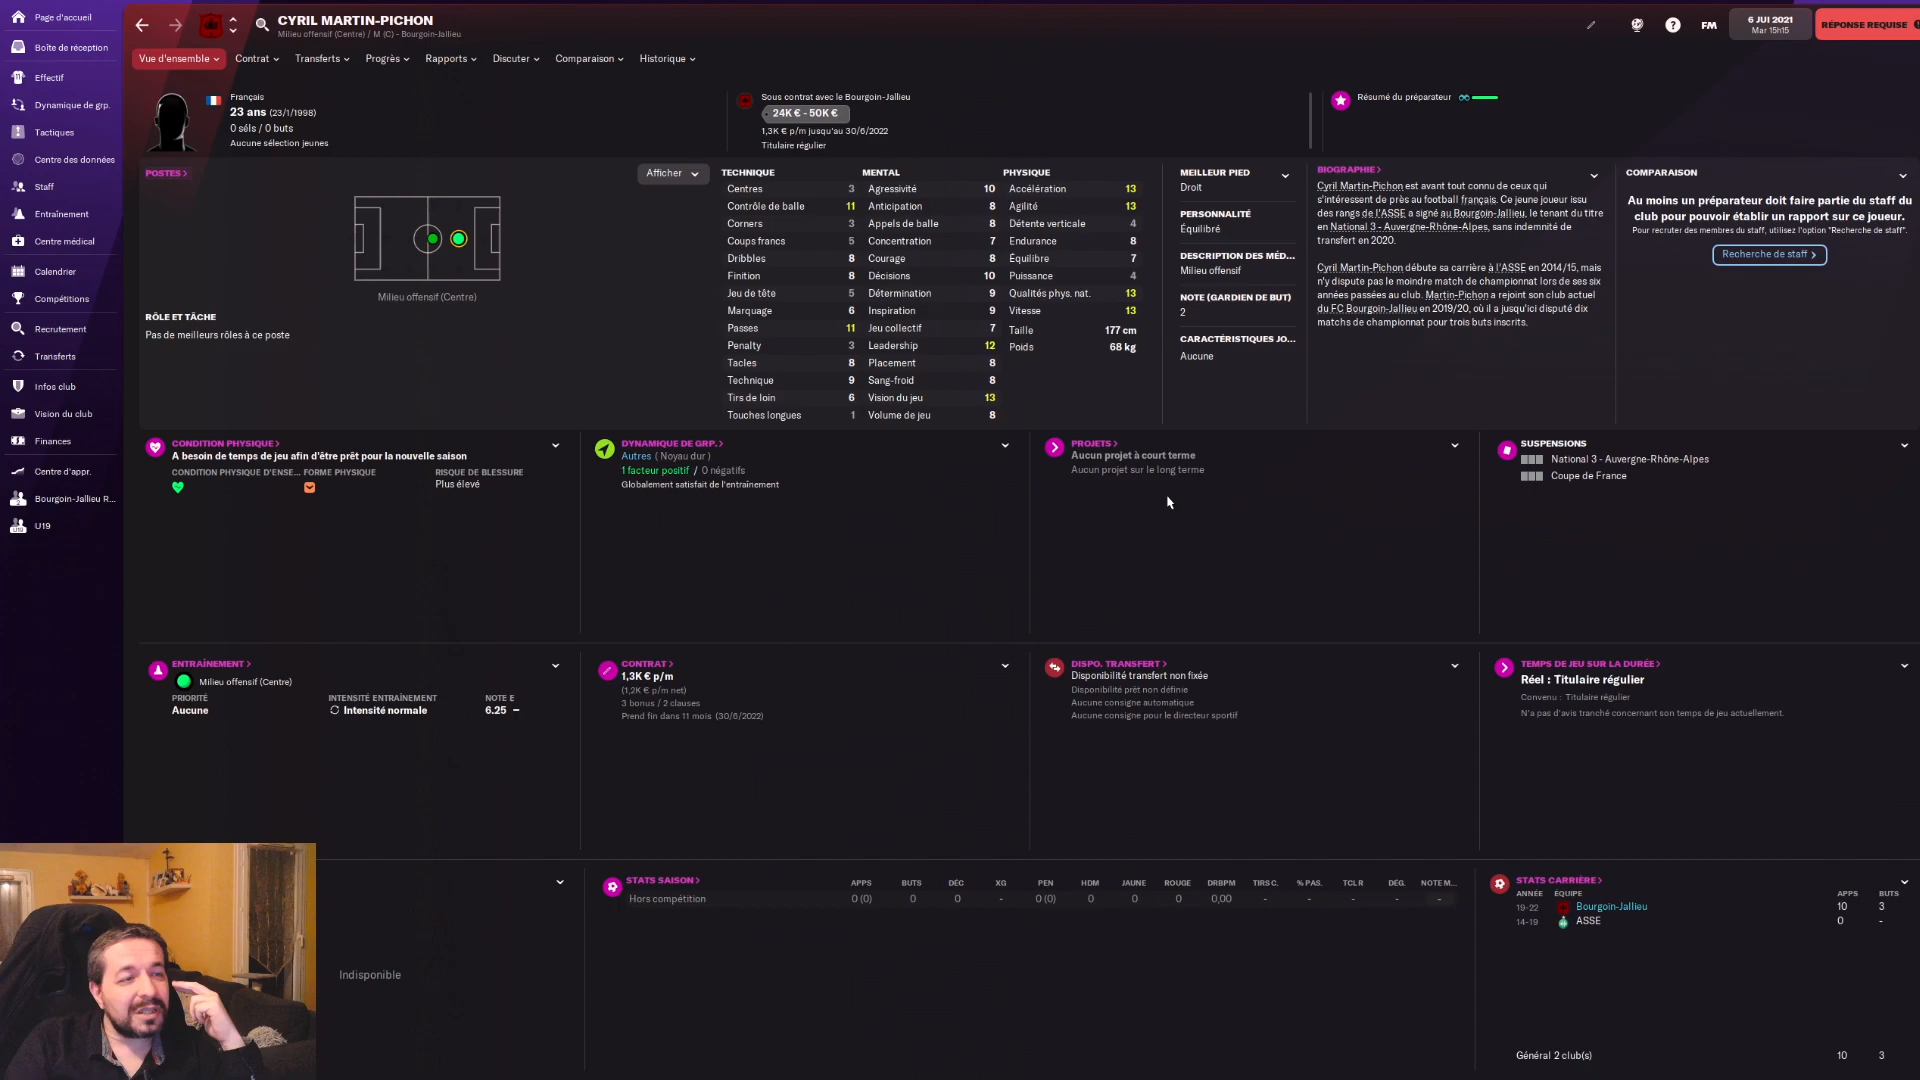 Page d'accueil
Boîte de réception
Effectif
Dynamique de grp.
Tactiques
Centre des données
Staff
Entraînement
Centre médical
Calendrier
Compétitions
Recrutement
Transferts
Infos club
Vision du club
Finances
Centre d'appr.
Bourgoin-Jallieu R...
U19
CYRIL MARTIN-PICHON
Milieu offensif (Centre) / M (C) - Bourgoin-Jallieu
FM
6 JUI 2021
Mar 15h15
RÉPONSE REQUISE
Vue d'ensemble
Contrat
Transferts
Progrès
Rapports
Discuter
Comparaison
Historique
Français
23 ans (23/1/1998)
0 séls / 0 buts
Aucune sélection jeunes
Sous contrat avec le Bourgoin-Jallieu
24K € - 50K €
1,3K € p/m jusqu'au 30/6/2022
Titulaire régulier
Résumé du préparateur
POSTES >
Afficher
Milieu offensif (Centre)
RÔLE ET TÂCHE
Pas de meilleurs rôles à ce poste
TECHNIQUE
Centres 3
Contrôle de balle 11
Corners 3
Coups francs 5
Dribbles 8
Finition 8
Jeu de tête 5
Marquage 6
Passes 11
Penalty 3
Tacles 8
Technique 9
Tirs de loin 6
Touches longues 1
MENTAL
Agressivité 10
Anticipation 8
Appels de balle 8
Concentration 7
Courage 8
Décisions 10
Détermination 9
Inspiration 9
Jeu collectif 7
Leadership 12
Placement 8
Sang-froid 8
Vision du jeu 13
Volume de jeu 8
PHYSIQUE
Accélération 13
Agilité 13
Détente verticale 4
Endurance 8
Équilibre 7
Puissance 4
Qualités phys. nat. 13
Vitesse 13
Taille 177 cm
Poids 68 kg
MEILLEUR PIED
Droit
PERSONNALITÉ
Équilibré
DESCRIPTION DES MÉD...
Milieu offensif
NOTE (GARDIEN DE BUT)
2
CARACTÉRISTIQUES JO...
Aucune
BIOGRAPHIE >
Cyril Martin-Pichon est avant tout connu de ceux qui
s'intéressent de près au football français. Ce jeune joueur issu
des rangs de l'ASSE a signé au Bourgoin-Jallieu, le tenant du titre
en National 3 - Auvergne-Rhône-Alpes, sans indemnité de
transfert en 2020.
Cyril Martin-Pichon débute sa carrière à l'ASSE en 2014/15, mais
n'y dispute pas le moindre match de championnat lors de ses six
années passées au club. Martin-Pichon a rejoint son club actuel
du FC Bourgoin-Jallieu en 2019/20, où il a jusqu'ici disputé dix
matchs de championnat pour trois buts inscrits.
COMPARAISON
Au moins un préparateur doit faire partie du staff du
club pour pouvoir établir un rapport sur ce joueur.
Pour recruter des membres du staff, utilisez l'option "Recherche de staff".
Recherche de staff >
CONDITION PHYSIQUE >
A besoin de temps de jeu afin d'être prêt pour la nouvelle saison
CONDITION PHYSIQUE D'ENSE... FORME PHYSIQUE RISQUE DE BLESSURE
Plus élevé
DYNAMIQUE DE GRP. >
Autres ( Noyau dur )
1 facteur positif / 0 négatifs
Globalement satisfait de l'entraînement
PROJETS >
Aucun projet à court terme
Aucun projet sur le long terme
SUSPENSIONS
National 3 - Auvergne-Rhône-Alpes
Coupe de France
ENTRAÎNEMENT >
Milieu offensif (Centre)
PRIORITÉ INTENSITÉ ENTRAÎNEMENT NOTE E
Aucune Intensité normale 6.25 –
CONTRAT >
1,3K € p/m
(1,2K € p/m net)
3 bonus / 2 clauses
Prend fin dans 11 mois (30/6/2022)
DISPO. TRANSFERT >
Disponibilité transfert non fixée
Disponibilité prêt non définie
Aucune consigne automatique
Aucune consigne pour le directeur sportif
TEMPS DE JEU SUR LA DURÉE >
Réel : Titulaire régulier
Convenu : Titulaire régulier
N'a pas d'avis tranché concernant son temps de jeu actuellement.
Indisponible
STATS SAISON > APPS BUTS DÉC XG PEN HDM JAUNE ROUGE DRBPM TIRS C. % PAS. TCL R DÉG. NOTE M...
Hors compétition 0 (0) 0 0 - 0 (0) 0 0 0 0,00 - - - - -
STATS CARRIÈRE >
ANNÉE ÉQUIPE APPS BUTS
19-22 Bourgoin-Jallieu 10 3
14-19 ASSE 0 -
Général 2 club(s) 10 3